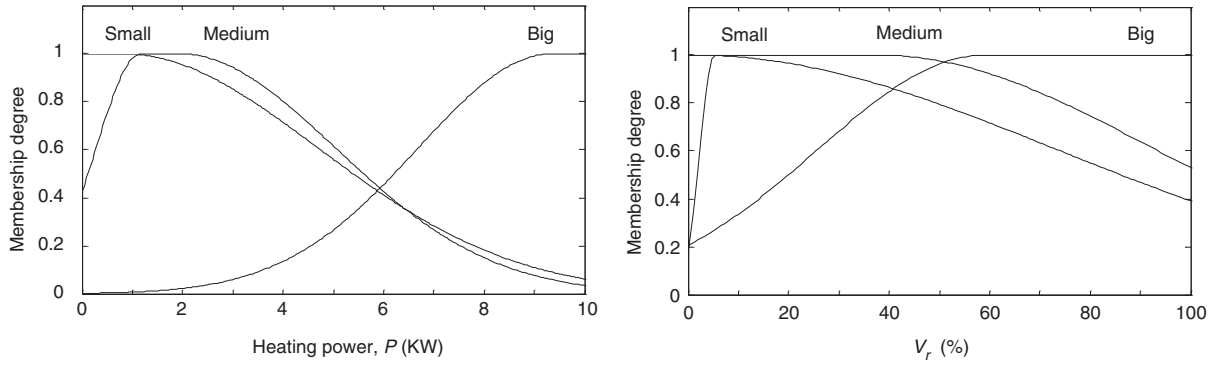 Small Medium Big
1
0.8
0.6
0.4
0.2
0
Membership degree
0 2 4 6 8 10
Heating power, P (KW)
Small Medium Big
1
0.8
0.6
0.4
0.2
0
Membership degree
0 20 40 60 80 100
Vr (%)